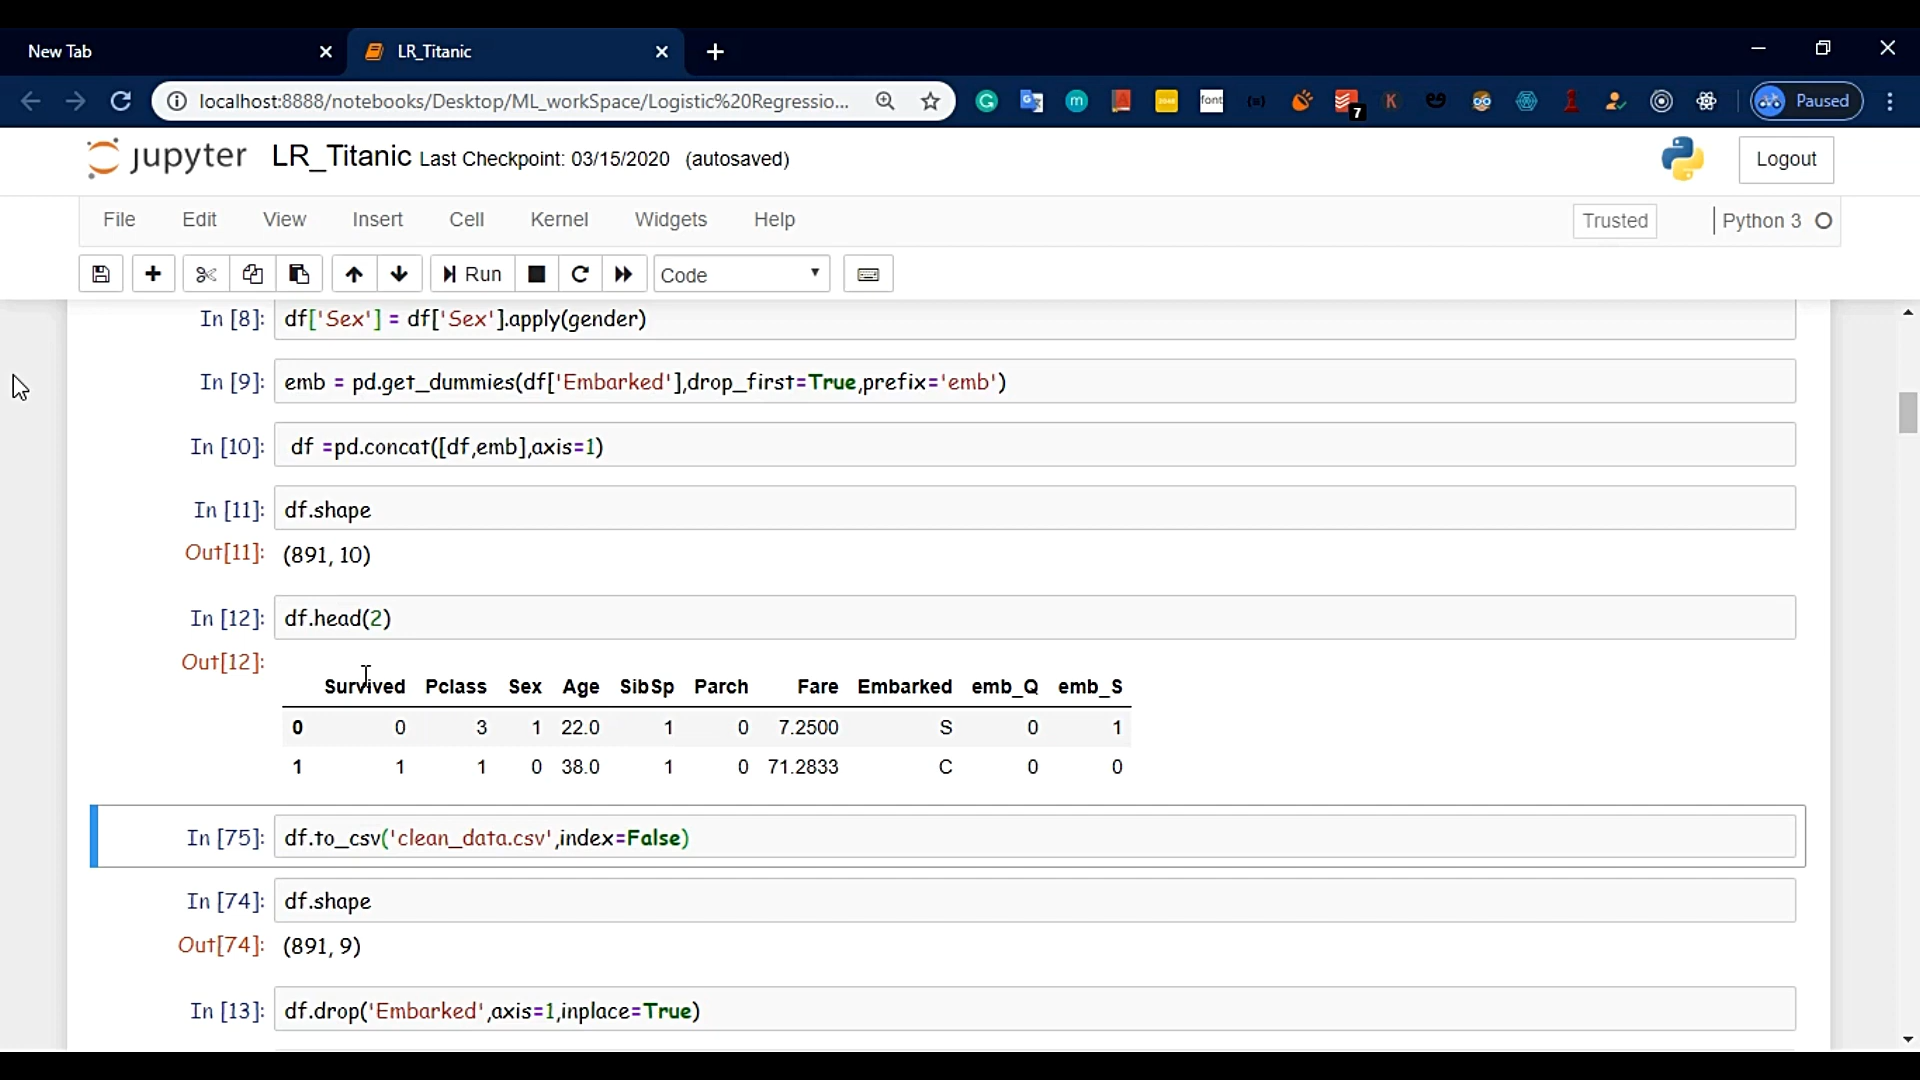 New Tab
LR_Titanic
localhost:8888/notebooks/Desktop/ML_workSpace/Logistic%20Regressio...
font
7
K
Paused
jupyter LR_Titanic Last Checkpoint: 03/15/2020 (autosaved)
Logout
File Edit View Insert Cell Kernel Widgets Help
Trusted
Python 3
Run
Code
In [8]: df['Sex'] = df['Sex'].apply(gender)
In [9]: emb = pd.get_dummies(df['Embarked'],drop_first=True,prefix='emb')
In [10]: df =pd.concat([df,emb],axis=1)
In [11]: df.shape
Out[11]: (891, 10)
In [12]: df.head(2)
Out[12]:
Survived Pclass Sex Age SibSp Parch Fare Embarked emb_Q emb_S
0 0 3 1 22.0 1 0 7.2500 S 0 1
1 1 1 0 38.0 1 0 71.2833 C 0 0
In [75]: df.to_csv('clean_data.csv',index=False)
In [74]: df.shape
Out[74]: (891, 9)
In [13]: df.drop('Embarked',axis=1,inplace=True)